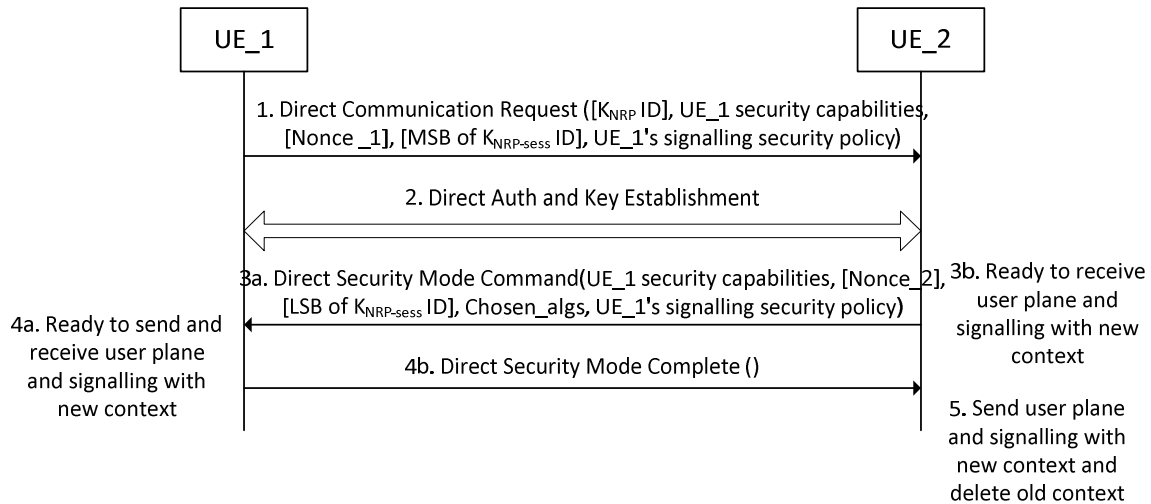 UE_1
UE_2
1. Direct Communication Request ([KNRP ID], UE_1 security capabilities,
[Nonce _1], [MSB of KNRP-sess ID], UE_1's signalling security policy)
2. Direct Auth and Key Establishment
3a. Direct Security Mode Command(UE_1 security capabilities, [Nonce_2],
[LSB of KNRP-sess ID], Chosen_algs, UE_1's signalling security policy)
3b. Ready to receive
user plane and
signalling with new
context
4a. Ready to send and
receive user plane
and signalling with
new context
4b. Direct Security Mode Complete ()
5. Send user plane
and signalling with
new context and
delete old context